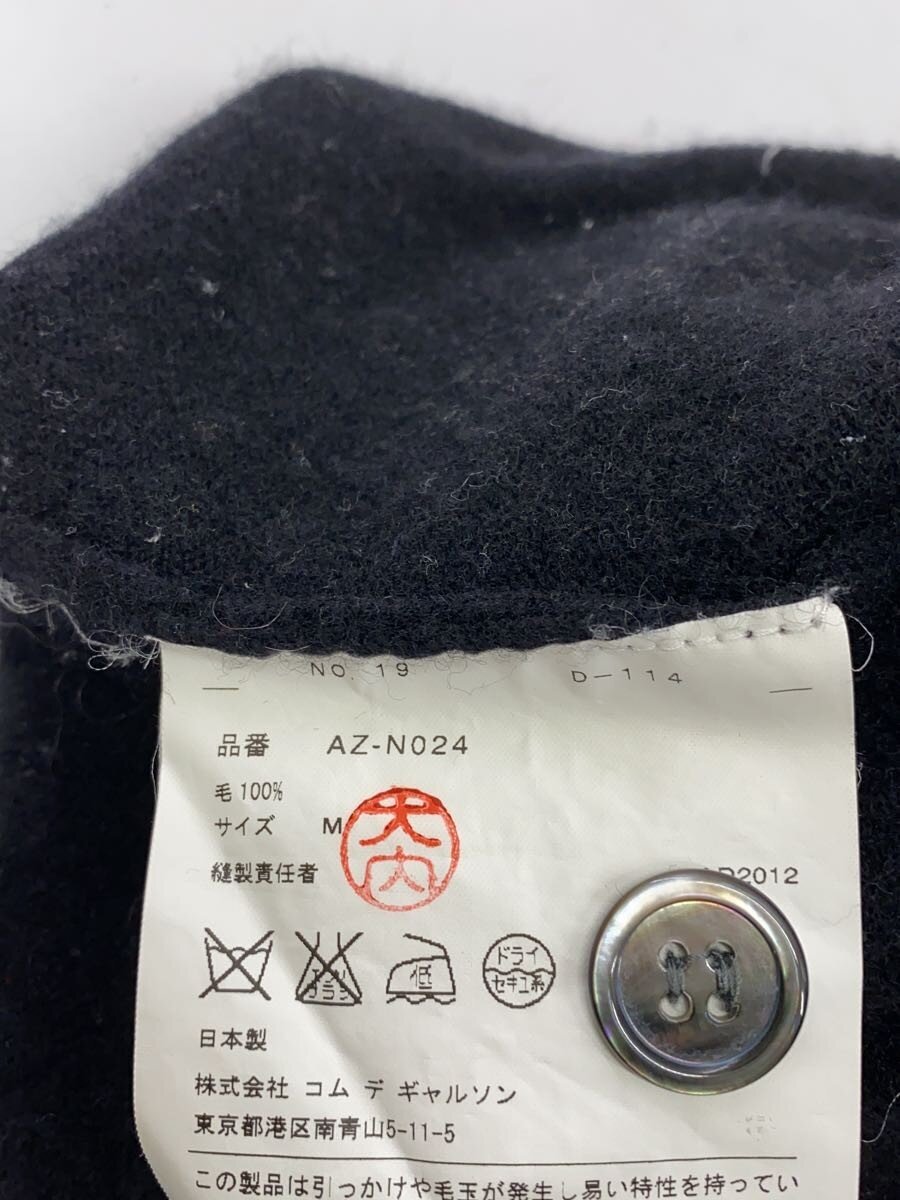 NO. 19 D-114
品番 AZ-N024
毛 100%
サイズ M
大内
縫製責任者 D2012
低 ドライ セキユ系
日本製
株式会社 コム デ ギャルソン
東京都港区南青山5-11-5
この製品は引っかけや毛玉が発生し易い特性を持ってい